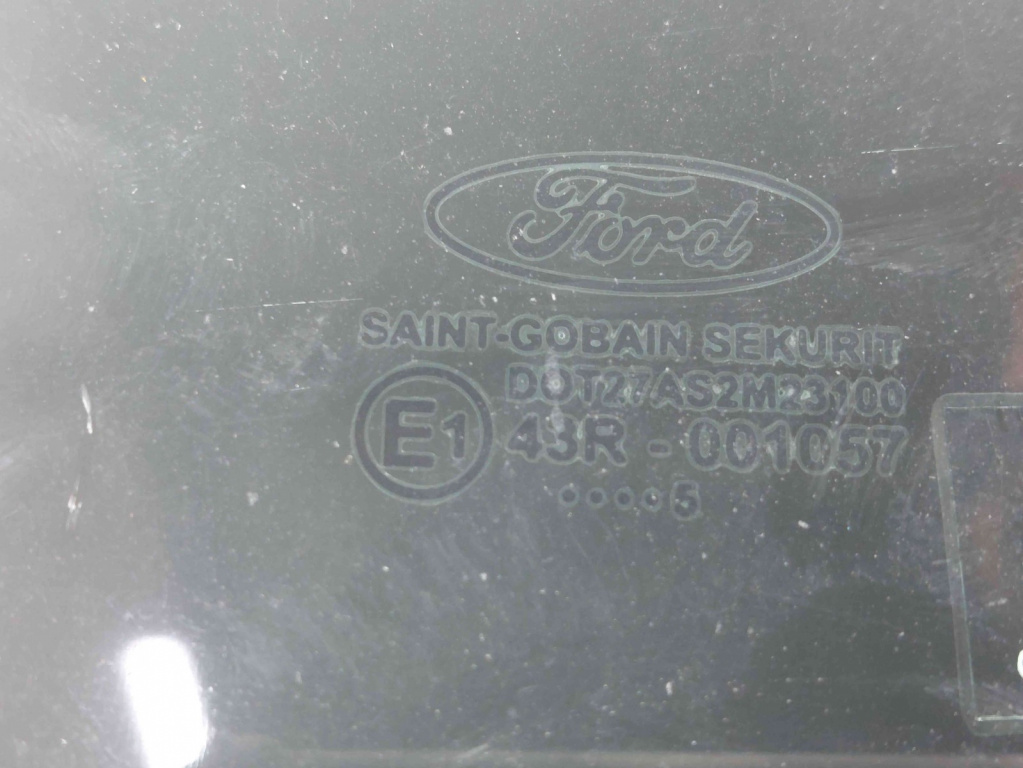 Ford
SAINT-GOBAIN SEKURIT
DOT27AS2M23100
E1 43R - 001057
5